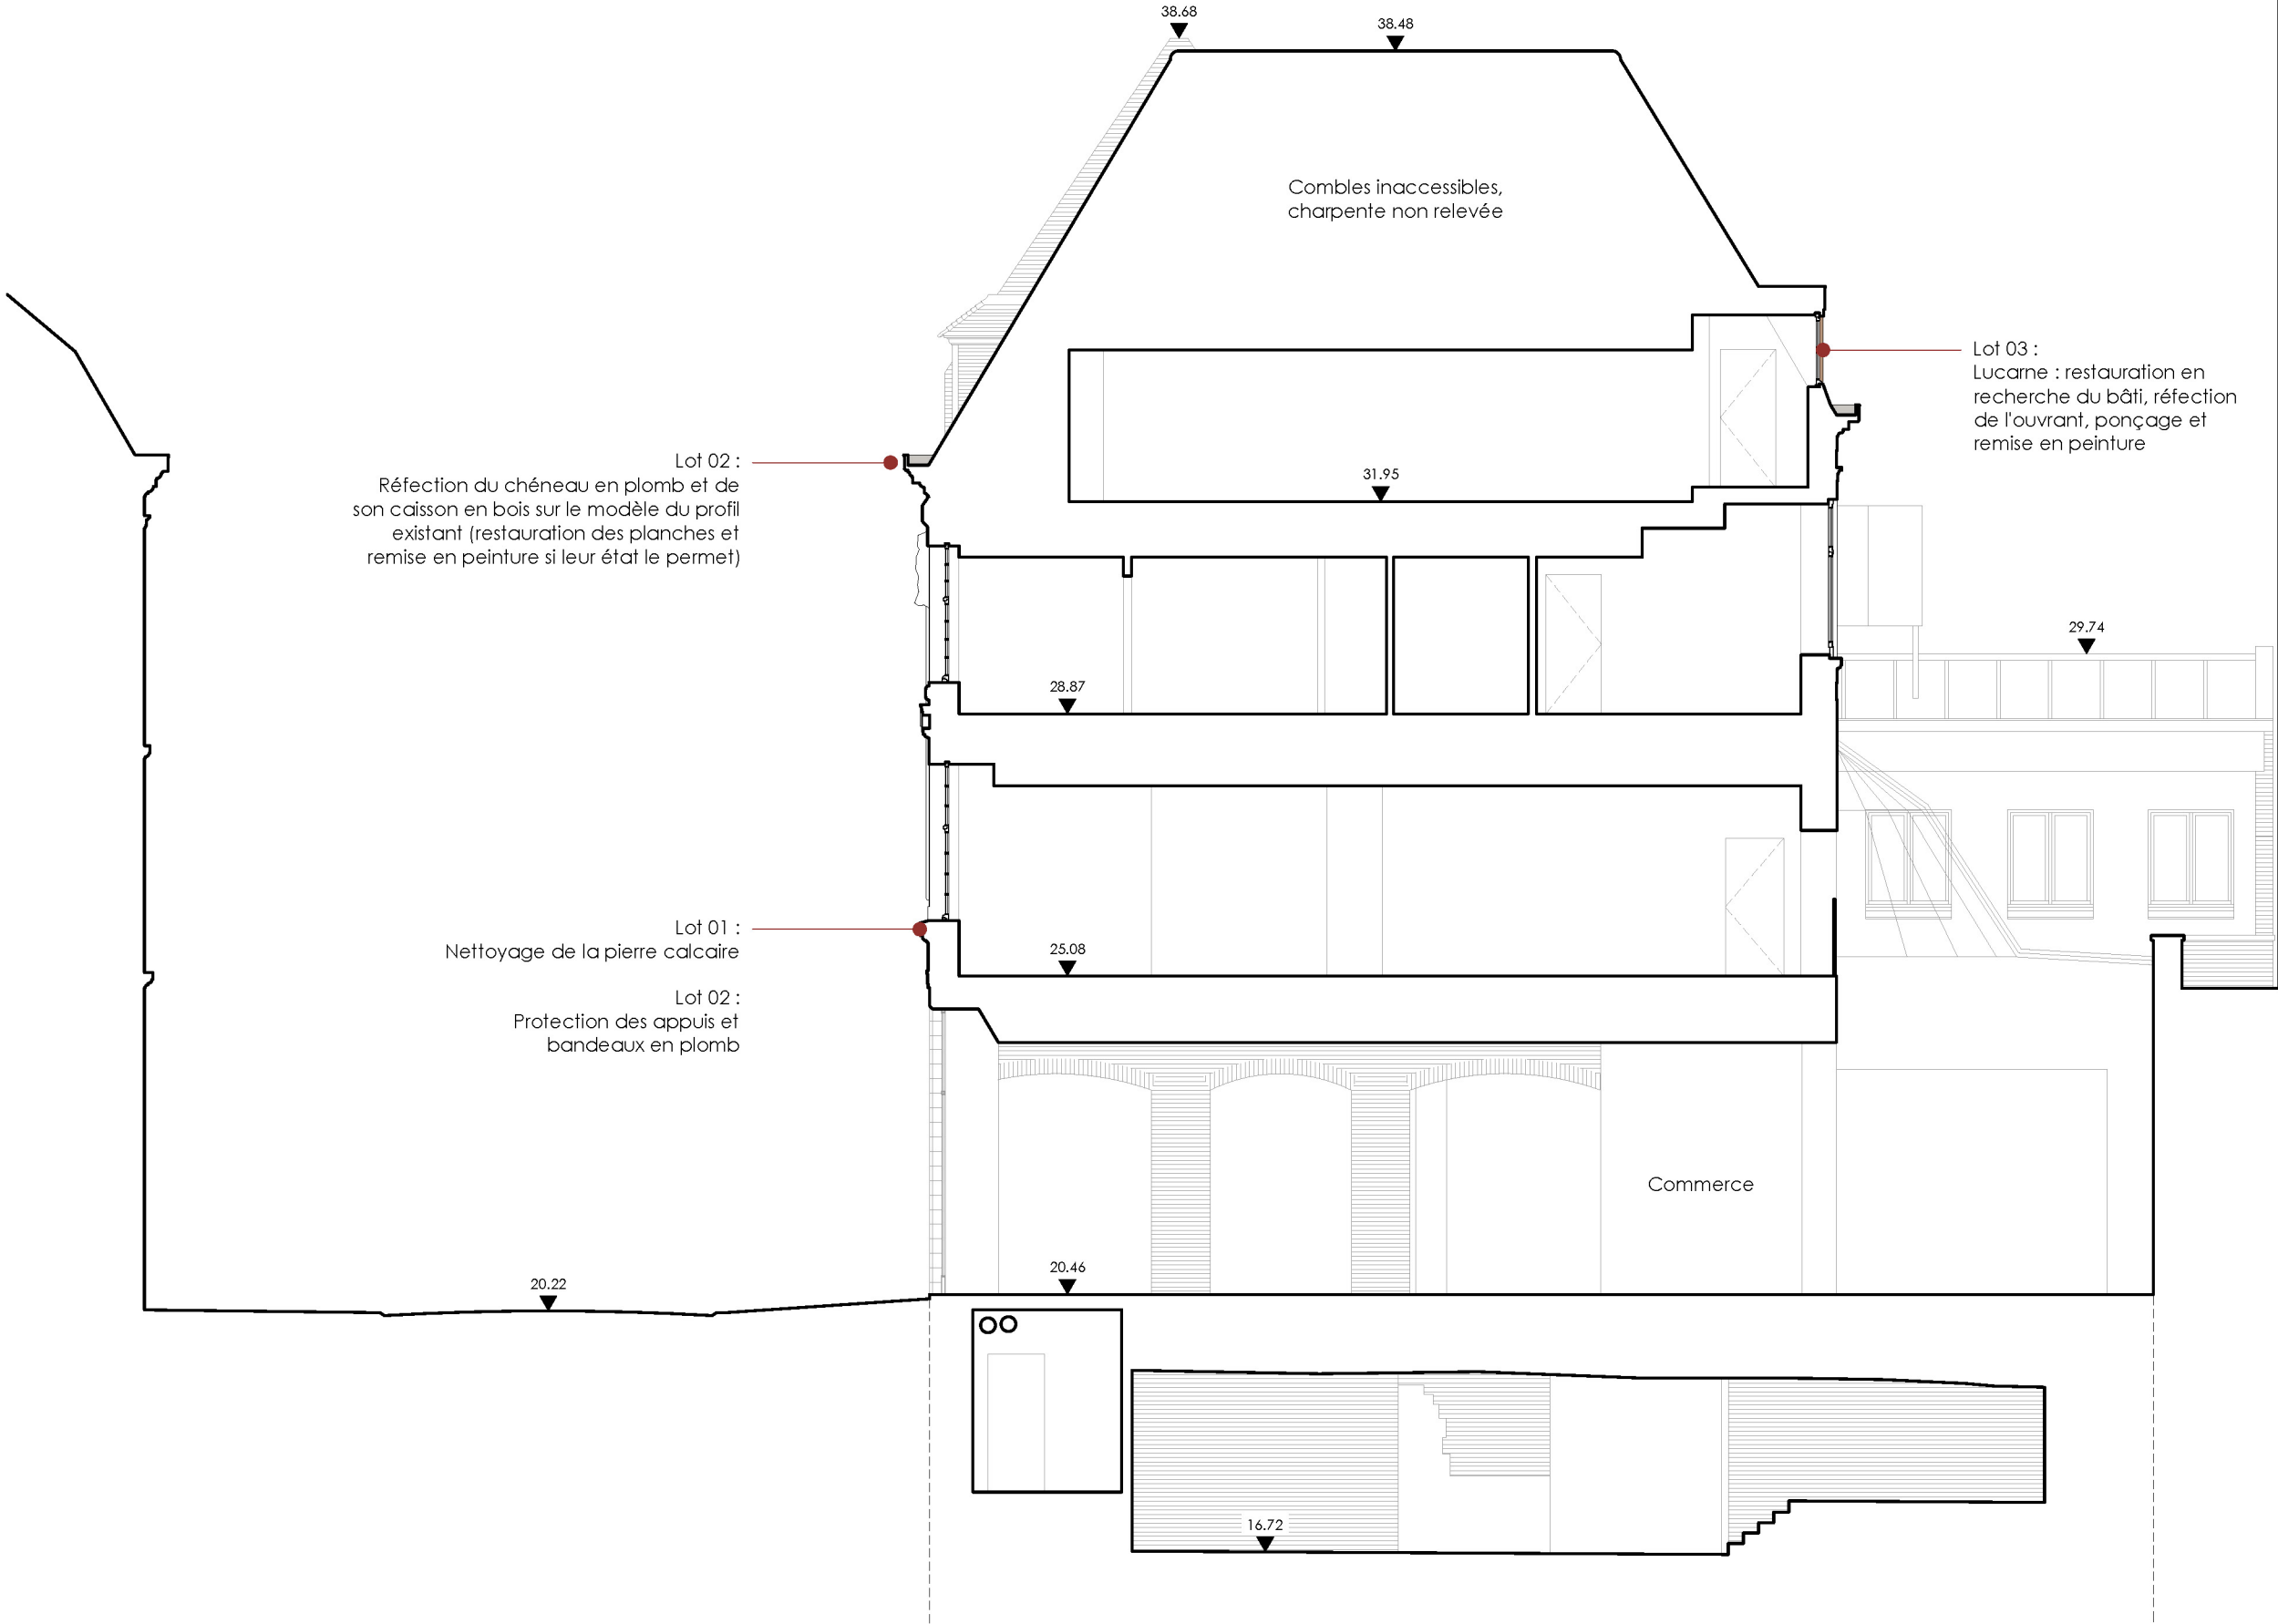 38.68
38.48
Combles inaccessibles,
charpente non relevée
Lot 03 :
Lucarne : restauration en
recherche du bâti, réfection
de l'ouvrant, ponçage et
remise en peinture
Lot 02 :
Réfection du chéneau en plomb et de
son caisson en bois sur le modèle du profil
existant (restauration des planches et
remise en peinture si leur état le permet)
31.95
29.74
28.87
Lot 01 :
Nettoyage de la pierre calcaire
25.08
Lot 02 :
Protection des appuis et
bandeaux en plomb
Commerce
20.22
20.46
16.72